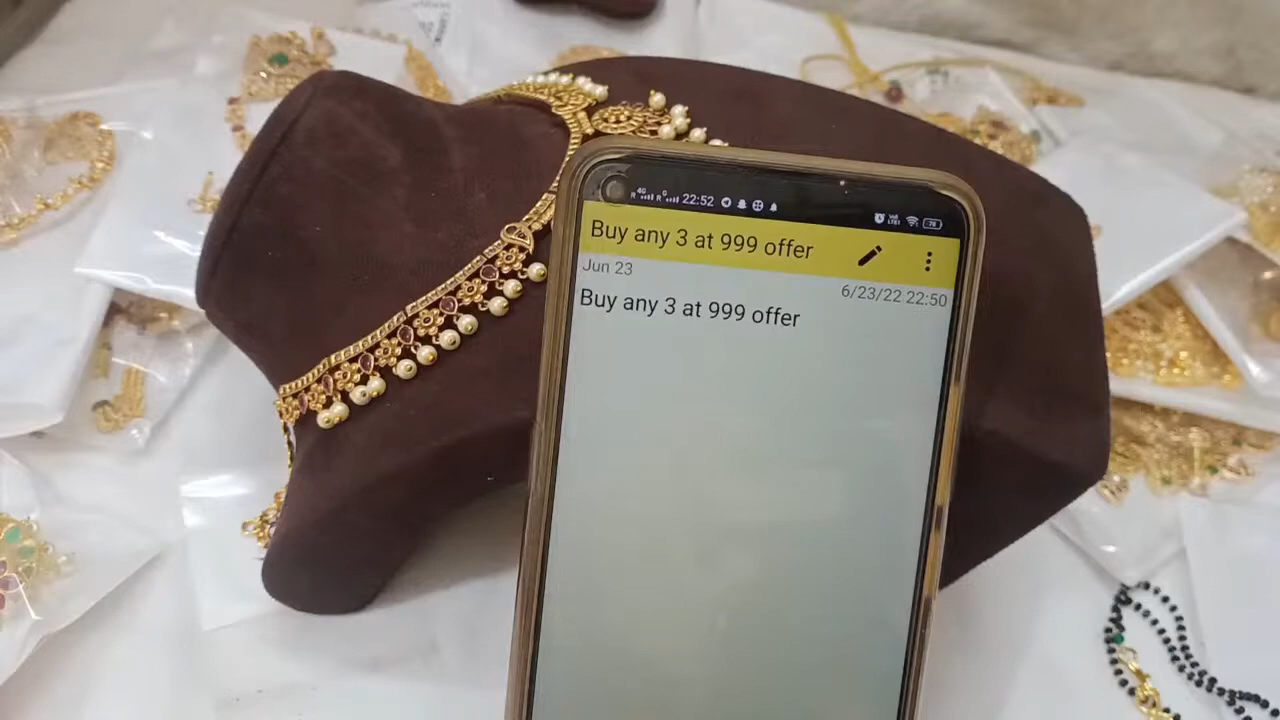 22:52
Buy any 3 at 999 offer
Jun 23
6/23/22 22:50
Buy any 3 at 999 offer